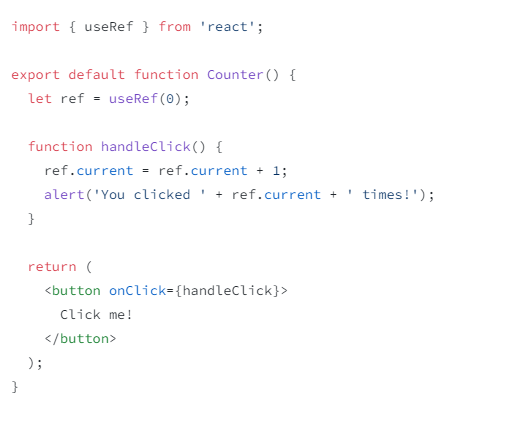 import { useRef } from 'react';

export default function Counter() {
  let ref = useRef(0);

  function handleClick() {
    ref.current = ref.current + 1;
    alert('You clicked ' + ref.current + ' times!');
  }

  return (
    <button onClick={handleClick}>
      Click me!
    </button>
  );
}